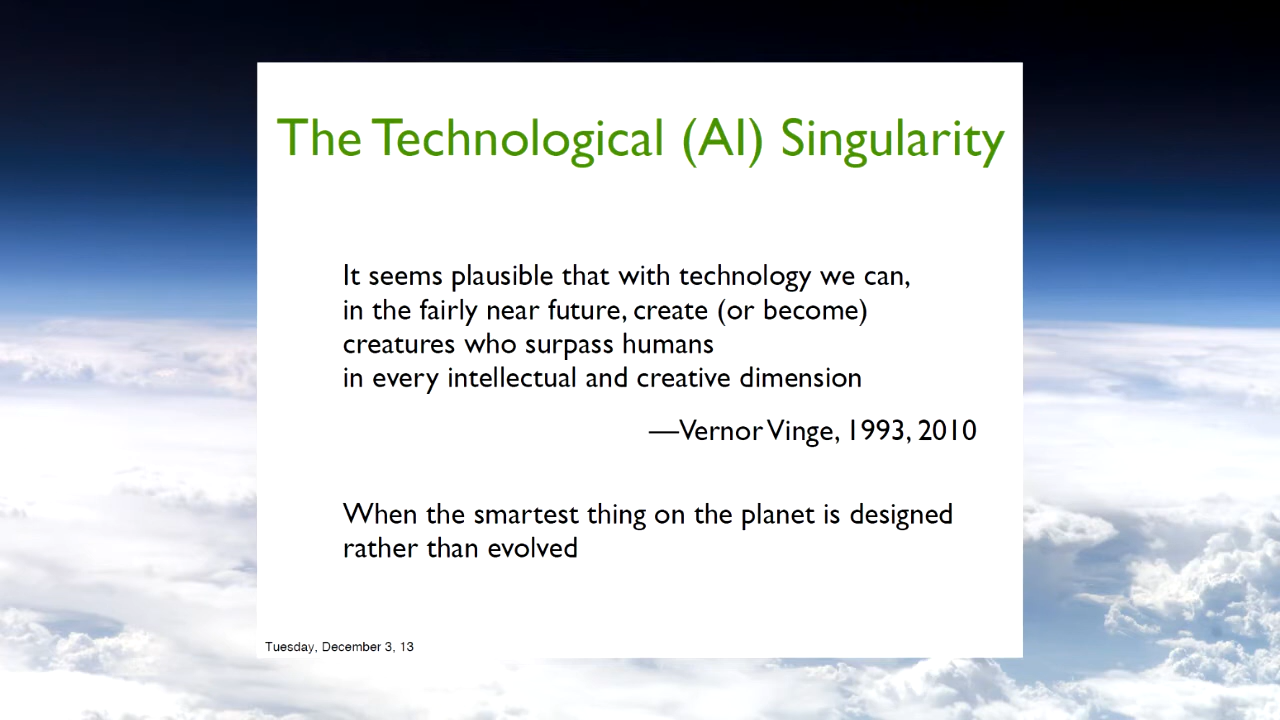 The Technological (AI) Singularity
It seems plausible that with technology we can,
in the fairly near future, create (or become)
creatures who surpass humans
in every intellectual and creative dimension
—Vernor Vinge, 1993, 2010
When the smartest thing on the planet is designed
rather than evolved
Tuesday, December 3, 13